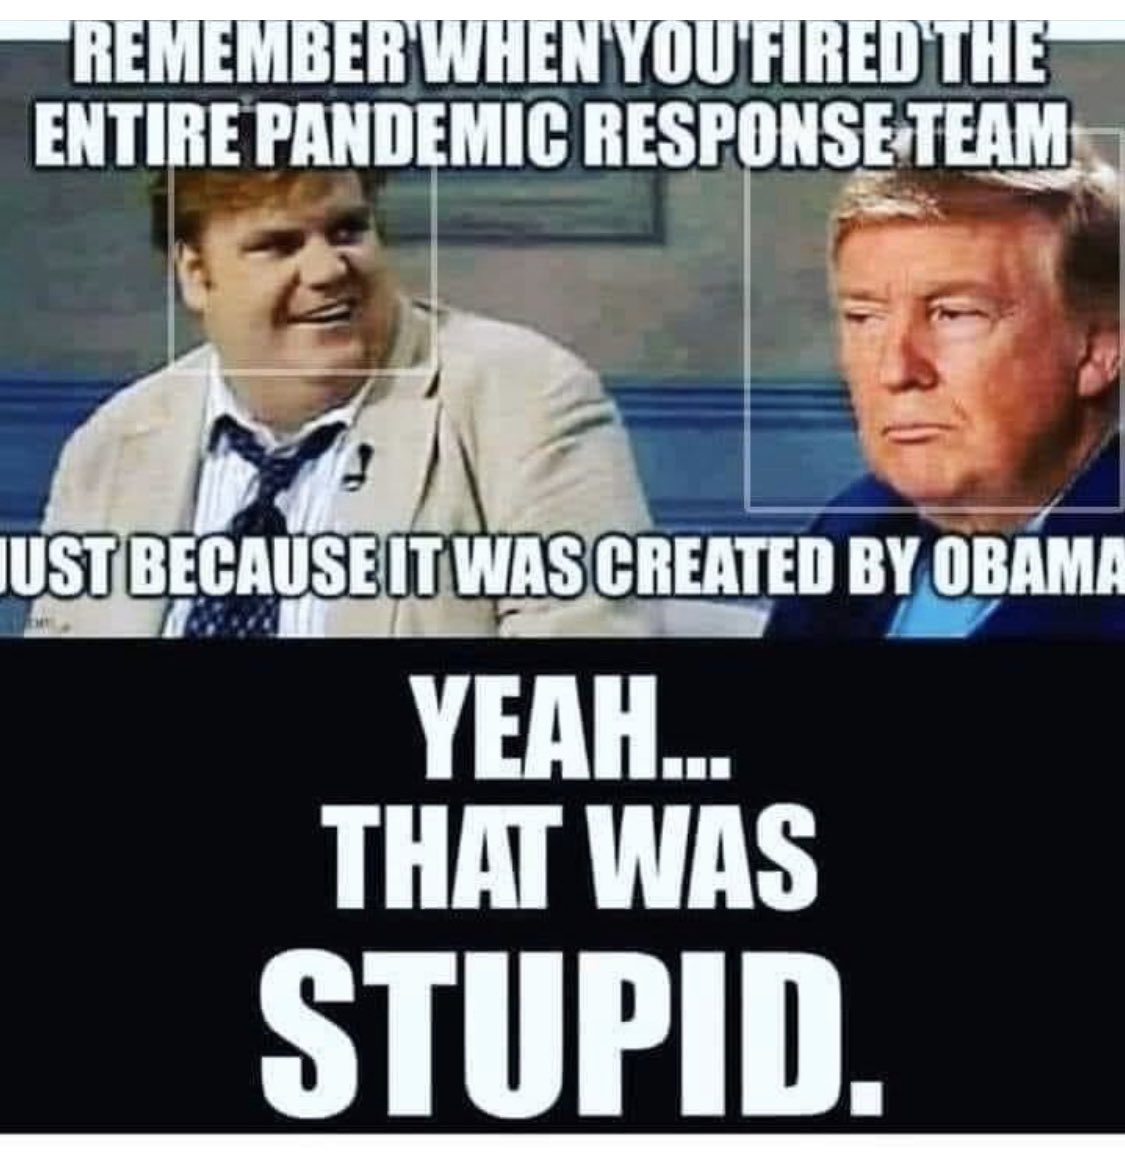 REMEMBER WHEN YOU FIRED THE
ENTIRE PANDEMIC RESPONSE TEAM
JUST BECAUSE IT WAS CREATED BY OBAMA
YEAH...
THAT WAS
STUPID.